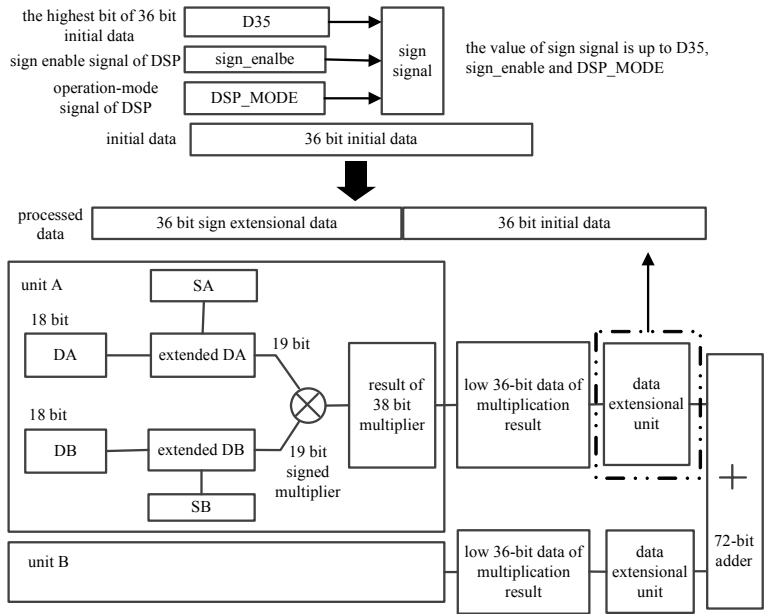 the highest bit of 36 bit
initial data
D35
sign enable signal of DSP
sign_enalbe
operation-mode
signal of DSP
DSP_MODE
sign
signal
the value of sign signal is up to D35,
sign_enable and DSP_MODE
initial data
36 bit initial data
processed
data
36 bit sign extensional data
36 bit initial data
unit A
SA
18 bit
DA
extended DA
19 bit
18 bit
DB
extended DB
19 bit
signed
multiplier
SB
result of
38 bit
multiplier
low 36-bit data of
multiplication
result
data
extensional
unit
+
72-bit
adder
unit B
low 36-bit data of
multiplication
result
data
extensional
unit